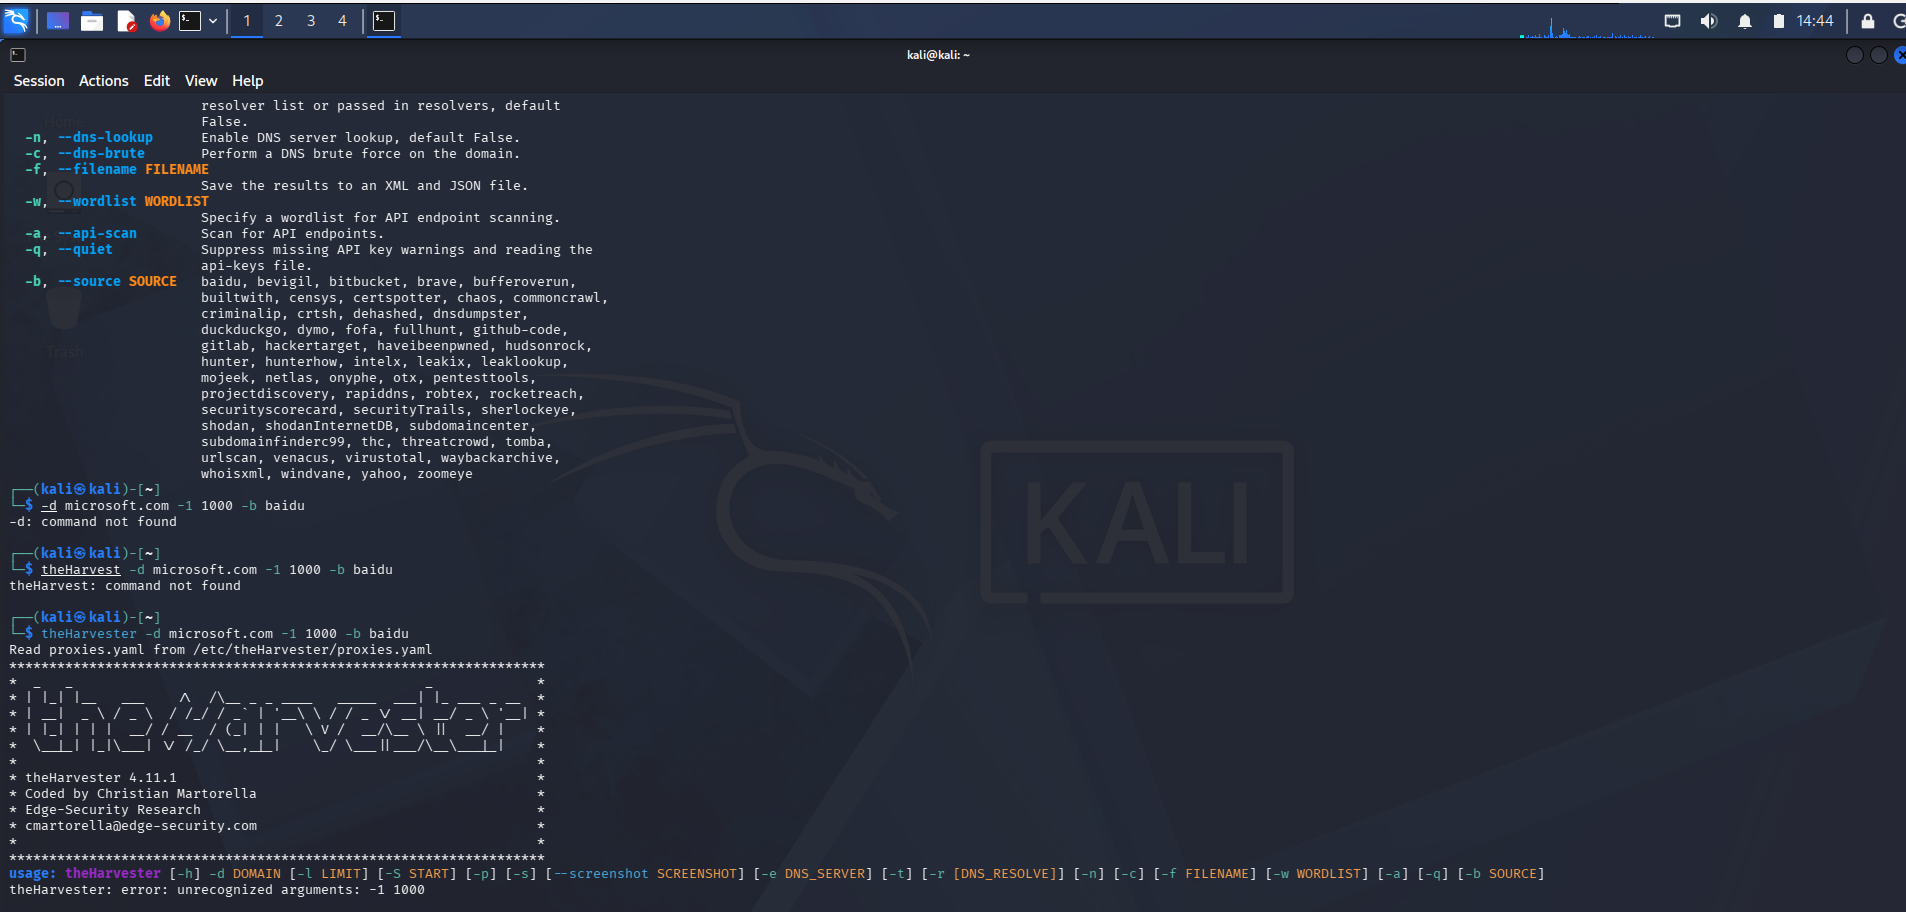 1 2 3 4 14:44
kali@kali: ~
Session Actions Edit View Help
resolver list or passed in resolvers, default
False.
Home
-n, --dns-lookup Enable DNS server lookup, default False.
-c, --dns-brute Perform a DNS brute force on the domain.
-f, --filename FILENAME
Save the results to an XML and JSON file.
-w, --wordlist WORDLIST
Specify a wordlist for API endpoint scanning.
-a, --api-scan Scan for API endpoints.
-q, --quiet Suppress missing API key warnings and reading the
api-keys file.
-b, --source SOURCE baidu, bevigil, bitbucket, brave, bufferoverun,
builtwith, censys, certspotter, chaos, commoncrawl,
criminalip, crtsh, dehashed, dnsdumpster,
duckduckgo, dymo, fofa, fullhunt, github-code,
gitlab, hackertarget, haveibeenpwned, hudsonrock,
Trash
hunter, hunterhow, intelx, leakix, leaklookup,
mojeek, netlas, onyphe, otx, pentesttools,
projectdiscovery, rapiddns, robtex, rocketreach,
securityscorecard, securityTrails, sherlockeye,
shodan, shodanInternetDB, subdomaincenter,
subdomainfinderc99, thc, threatcrowd, tomba,
urlscan, venacus, virustotal, waybackarchive,
whoisxml, windvane, yahoo, zoomeye
┌──(kali㉿kali)-[~]
└─$ -d microsoft.com -1 1000 -b baidu
-d: command not found
┌──(kali㉿kali)-[~]
└─$ theHarvest -d microsoft.com -1 1000 -b baidu
theHarvest: command not found
┌──(kali㉿kali)-[~]
└─$ theHarvester -d microsoft.com -1 1000 -b baidu
Read proxies.yaml from /etc/theHarvester/proxies.yaml
*******************************************************************
theHarvester
* theHarvester 4.11.1 *
* Coded by Christian Martorella *
* Edge-Security Research *
* cmartorella@edge-security.com *
* *
*******************************************************************
usage: theHarvester [-h] -d DOMAIN [-l LIMIT] [-S START] [-p] [-s] [--screenshot SCREENSHOT] [-e DNS_SERVER] [-t] [-r [DNS_RESOLVE]] [-n] [-c] [-f FILENAME] [-w WORDLIST] [-a] [-q] [-b SOURCE]
theHarvester: error: unrecognized arguments: -1 1000
KALI